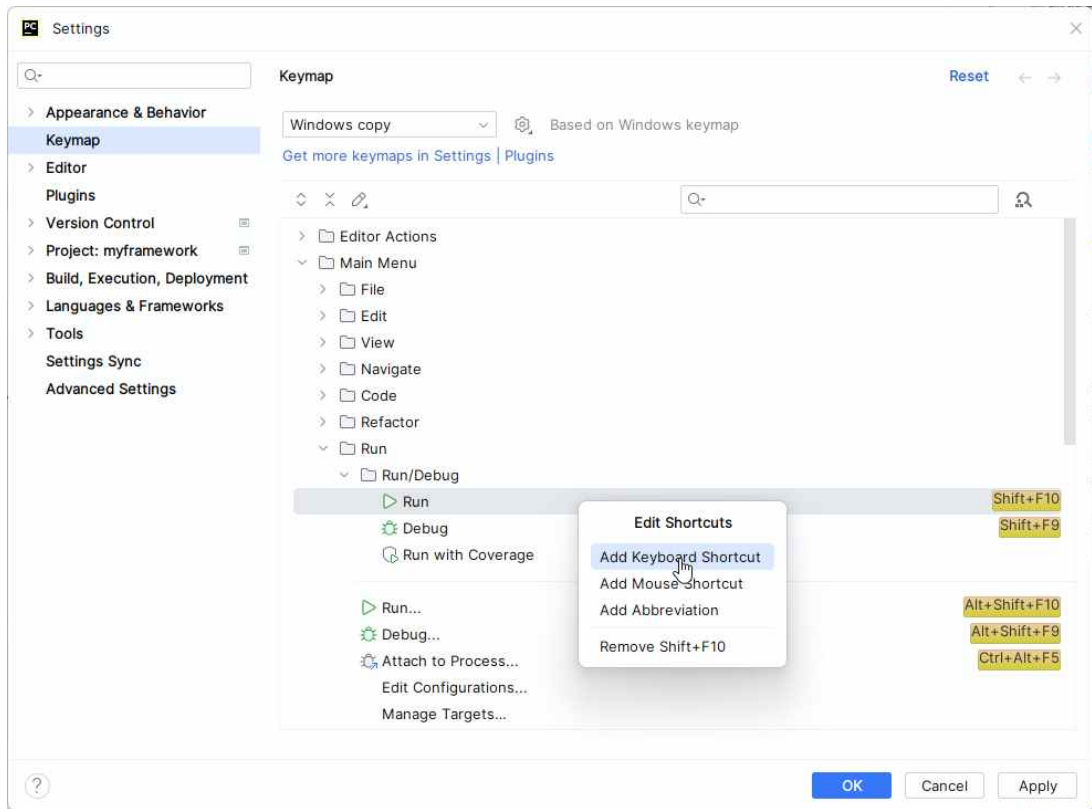 PC Settings
Keymap
Reset
Appearance & Behavior
Keymap
Editor
Plugins
Version Control
Project: myframework
Build, Execution, Deployment
Languages & Frameworks
Tools
Settings Sync
Advanced Settings
Windows copy
Based on Windows keymap
Get more keymaps in Settings | Plugins
Editor Actions
Main Menu
File
Edit
View
Navigate
Code
Refactor
Run
Run/Debug
Run Shift+F10
Debug Shift+F9
Run with Coverage
Run... Alt+Shift+F10
Debug... Alt+Shift+F9
Attach to Process... Ctrl+Alt+F5
Edit Configurations...
Manage Targets...
Edit Shortcuts
Add Keyboard Shortcut
Add Mouse Shortcut
Add Abbreviation
Remove Shift+F10
?
OK
Cancel
Apply